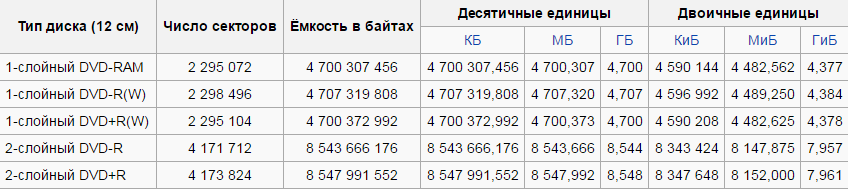 Тип диска (12 см) Число секторов Ёмкость в байтах Десятичные единицы Двоичные единицы
КБ МБ ГБ КиБ МиБ ГиБ
1-слойный DVD-RAM 2 295 072 4 700 307 456 4 700 307,456 4 700,307 4,700 4 590 144 4 482,562 4,377
1-слойный DVD-R(W) 2 298 496 4 707 319 808 4 707 319,808 4 707,320 4,707 4 596 992 4 489,250 4,384
1-слойный DVD+R(W) 2 295 104 4 700 372 992 4 700 372,992 4 700,373 4,700 4 590 208 4 482,625 4,378
2-слойный DVD-R 4 171 712 8 543 666 176 8 543 666,176 8 543,666 8,544 8 343 424 8 147,875 7,957
2-слойный DVD+R 4 173 824 8 547 991 552 8 547 991,552 8 547,992 8,548 8 347 648 8 152,000 7,961